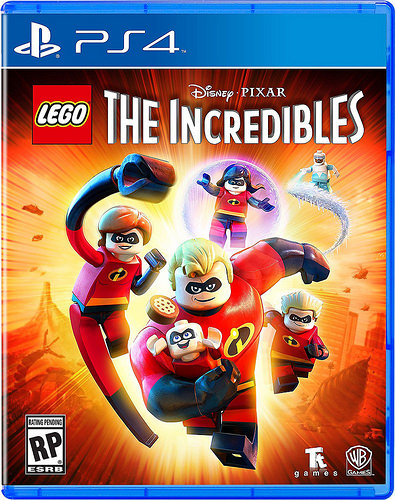 PS4
Disney · PIXAR
LEGO
THE INCREDIBLES
RATING PENDING
RP
ESRB
Tt
games
WB
GAMES